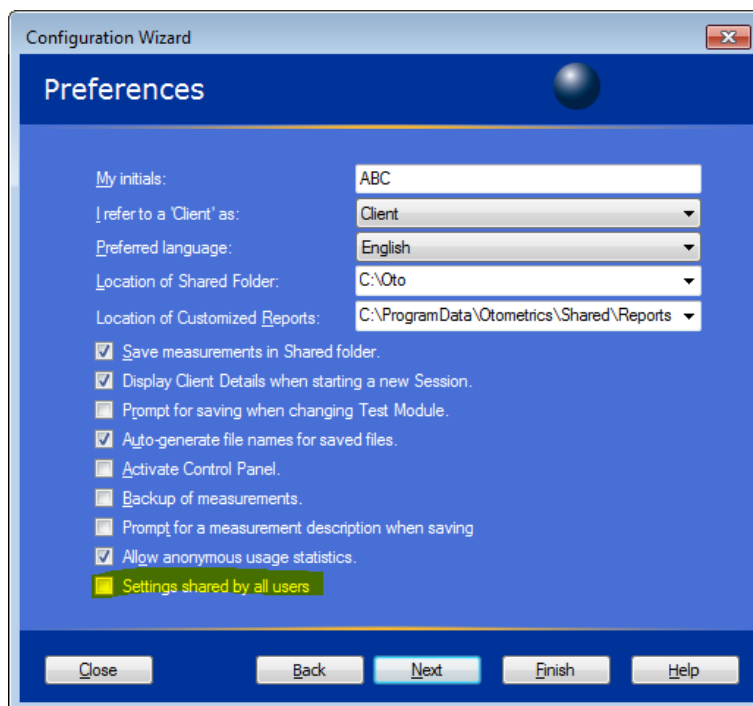 Configuration Wizard
Preferences
My initials: ABC
I refer to a 'Client' as: Client
Preferred language: English
Location of Shared Folder: C:\Oto
Location of Customized Reports: C:\ProgramData\Otometrics\Shared\Reports
Save measurements in Shared folder.
Display Client Details when starting a new Session.
Prompt for saving when changing Test Module.
Auto-generate file names for saved files.
Activate Control Panel.
Backup of measurements.
Prompt for a measurement description when saving
Allow anonymous usage statistics.
Settings shared by all users
Close Back Next Finish Help